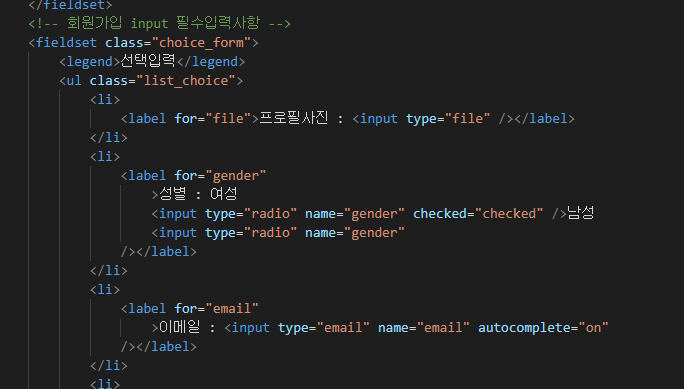 </fieldset>
<!-- 회원가입 input 필수입력사항 -->
<fieldset class="choice_form">
<legend>선택입력</legend>
<ul class="list_choice">
<li>
<label for="file">프로필사진 : <input type="file" /></label>
</li>
<li>
<label for="gender"
>성별 : 여성
<input type="radio" name="gender" checked="checked" />남성
<input type="radio" name="gender"
/></label>
</li>
<li>
<label for="email"
>이메일 : <input type="email" name="email" autocomplete="on"
/></label>
</li>
<li>